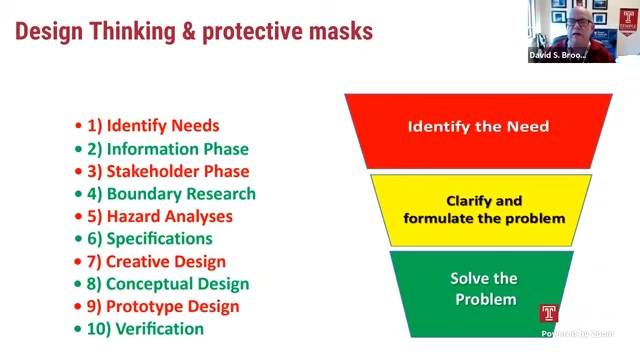 Design Thinking & protective masks
TEMPLE
David S. Broo...
• 1) Identify Needs
• 2) Information Phase
• 3) Stakeholder Phase
• 4) Boundary Research
• 5) Hazard Analyses
• 6) Specifications
• 7) Creative Design
• 8) Conceptual Design
• 9) Prototype Design
• 10) Verification
Identify the Need
Clarify and
formulate the problem
Solve the
Problem
Powered by Zoom